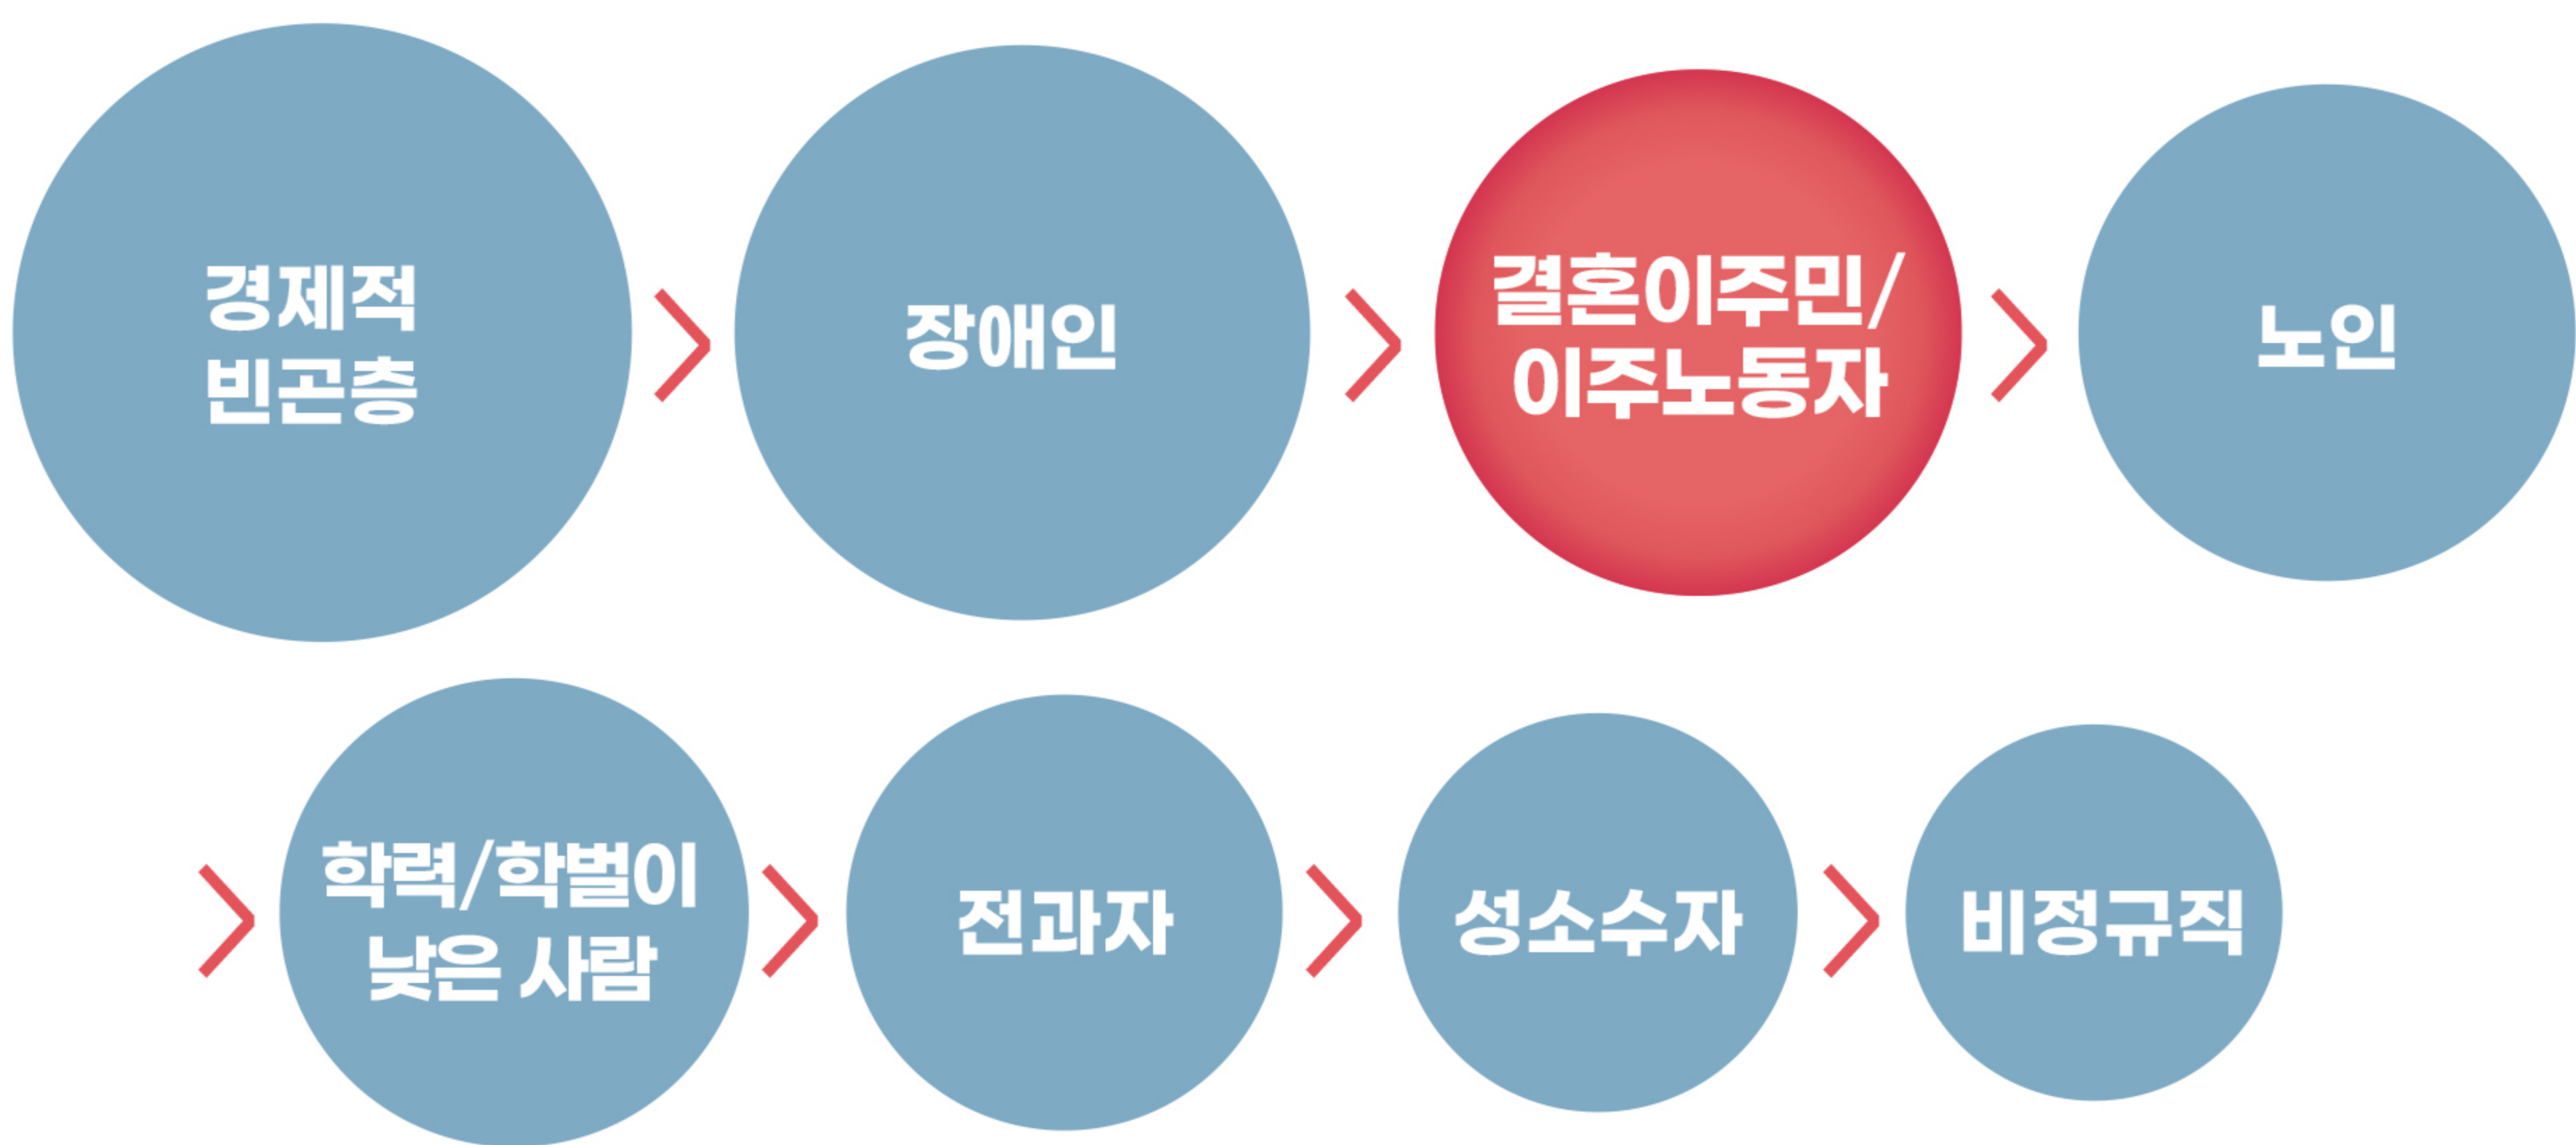 경제적
빈곤층
>
장애인
>
결혼이주민/
이주노동자
>
노인
>
학력/학벌이
낮은 사람
>
전과자
>
성소수자
>
비정규직